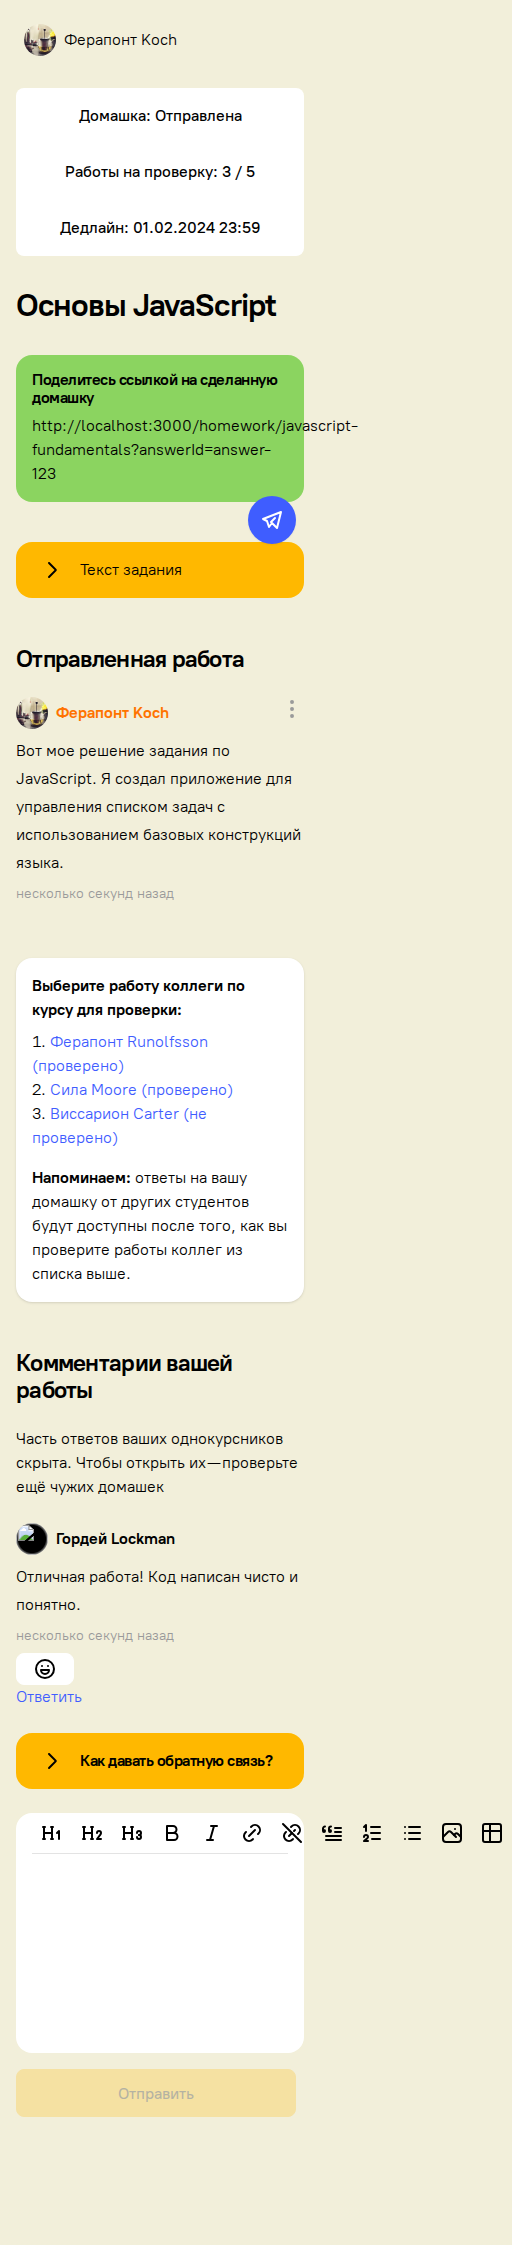 Ферапонт Koch
Домашка: Отправлена
Работы на проверку: 3 / 5
Дедлайн: 01.02.2024 23:59
Основы JavaScript
Поделитесь ссылкой на сделанную
домашку
http://localhost:3000/homework/javascript-
fundamentals?answerId=answer-
123
Текст задания
Отправленная работа
Ферапонт Koch
Вот мое решение задания по
JavaScript. Я создал приложение для
управления списком задач с
использованием базовых конструкций
языка.
несколько секунд назад
Выберите работу коллеги по
курсу для проверки:
1. Ферапонт Runolfsson
(проверено)
2. Сила Moore (проверено)
3. Виссарион Carter (не
проверено)
Напоминаем: ответы на вашу
домашку от других студентов
будут доступны после того, как вы
проверите работы коллег из
списка выше.
Комментарии вашей
работы
Часть ответов ваших однокурсников
скрыта. Чтобы открыть их — проверьте
ещё чужих домашек
Гордей Lockman
Отличная работа! Код написан чисто и
понятно.
несколько секунд назад
Ответить
Как давать обратную связь?
H1 H2 H3 B I
Отправить